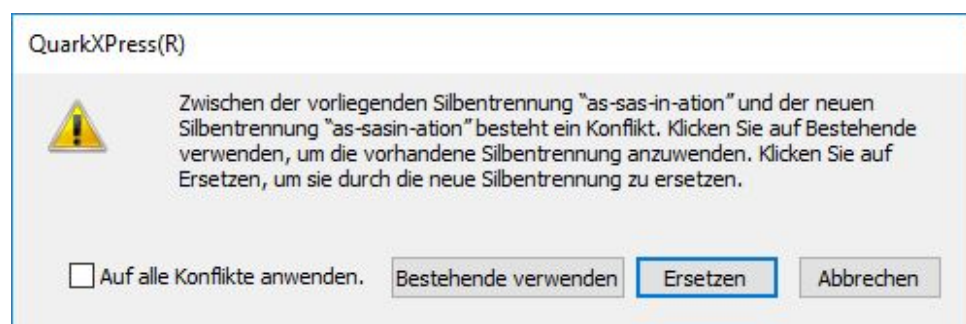 QuarkXPress(R)
Zwischen der vorliegenden Silbentrennung "as-sas-in-ation" und der neuen
Silbentrennung "as-sasin-ation" besteht ein Konflikt. Klicken Sie auf Bestehende
verwenden, um die vorhandene Silbentrennung anzuwenden. Klicken Sie auf
Ersetzen, um sie durch die neue Silbentrennung zu ersetzen.
Auf alle Konflikte anwenden. Bestehende verwenden Ersetzen Abbrechen